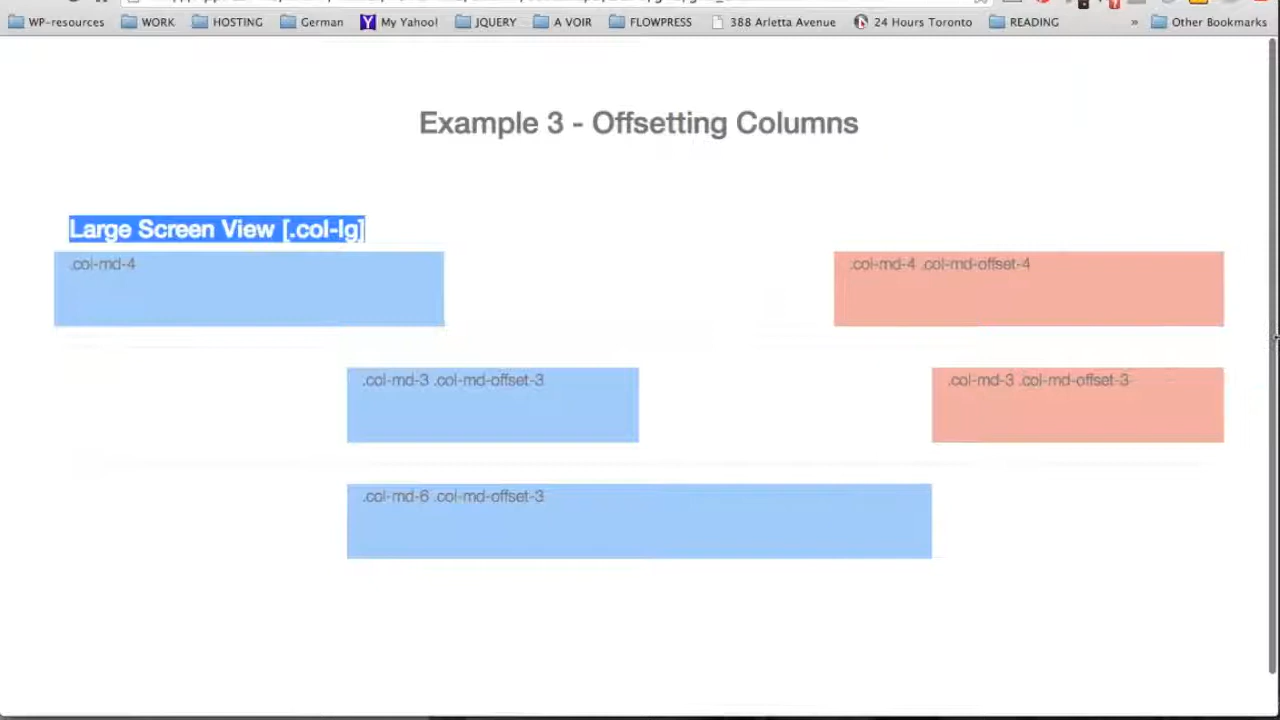 WP-resources WORK HOSTING German My Yahoo! JQUERY A VOIR FLOWPRESS 388 Arletta Avenue 24 Hours Toronto READING » Other Bookmarks
Example 3 - Offsetting Columns
Large Screen View [.col-lg]
.col-md-4 .col-md-4 .col-md-offset-4
.col-md-3 .col-md-offset-3 .col-md-3 .col-md-offset-3
.col-md-6 .col-md-offset-3